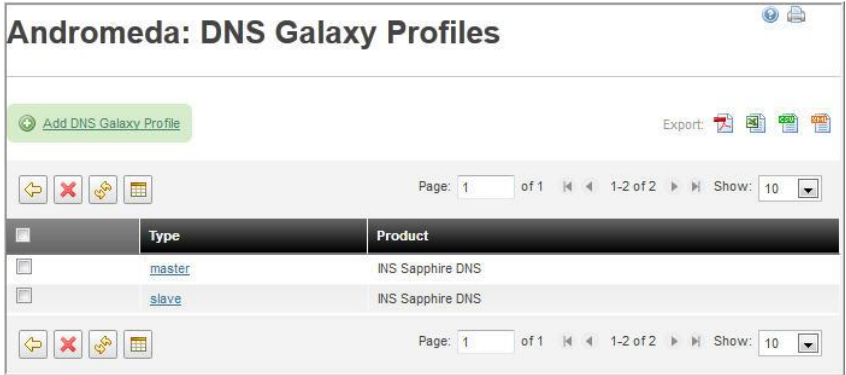 Andromeda: DNS Galaxy Profiles
Add DNS Galaxy Profile Export:
Page: 1 of 1 1-2 of 2 Show: 10
Type Product
master INS Sapphire DNS
slave INS Sapphire DNS
Page: 1 of 1 1-2 of 2 Show: 10